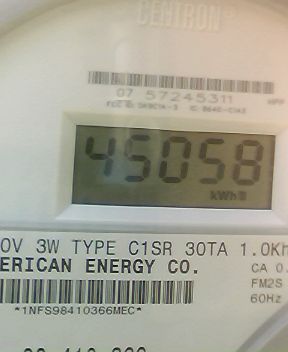 CENTRON®
07 57245311
45058
kWh
0V 3W TYPE C1SR 30TA 1.0Kh
ERICAN ENERGY CO.
CA 0.
FM2S
60Hz
*1NFS98410366MEC*